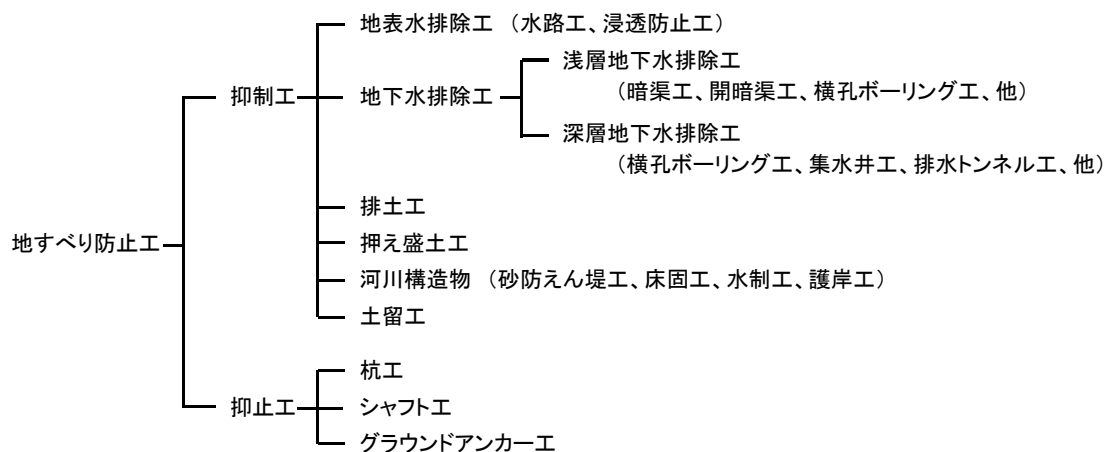 地表水排除工 （水路工、浸透防止工）
浅層地下水排除工
抑制工
地下水排除工
（暗渠工、開暗渠工、横孔ボーリング工、他）
深層地下水排除工
（横孔ボーリング工、集水井工、排水トンネル工、他）
排土工
地すべり防止工
押え盛土工
河川構造物 （砂防えん堤工、床固工、水制工、護岸工）
土留工
杭工
抑止工
シャフト工
グラウンドアンカー工